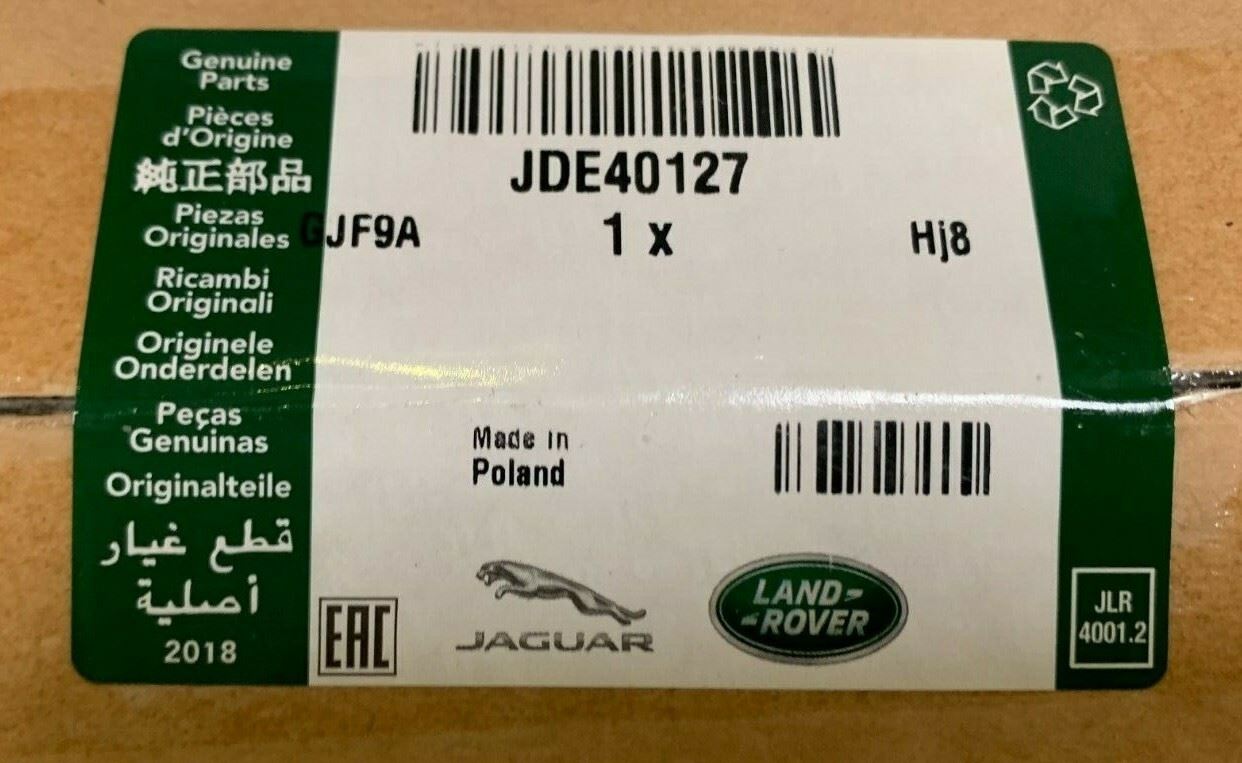 Genuine
Parts
Pièces
d'Origine
純正部品
Piezas
Originales
Ricambi
Originali
Originele
Onderdelen
Peças
Genuinas
Originalteile
قطع غيار
أصلية
2018
JDE40127
GJF9A 1 x Hj8
Made in
Poland
EAC
JAGUAR
LAND-
-ROVER
JLR
4001.2